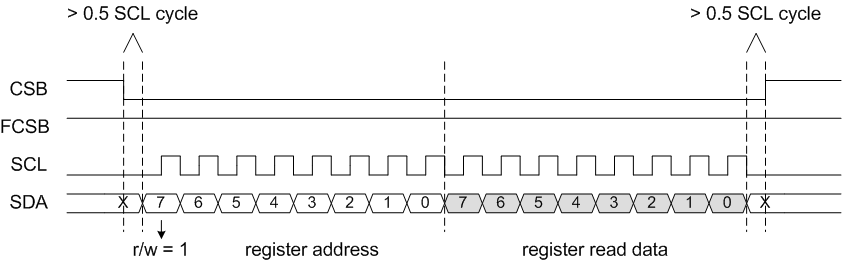 > 0.5 SCL cycle > 0.5 SCL cycle
CSB
FCSB
SCL
SDA X 7 6 5 4 3 2 1 0 7 6 5 4 3 2 1 0 X
r/w = 1 register address register read data